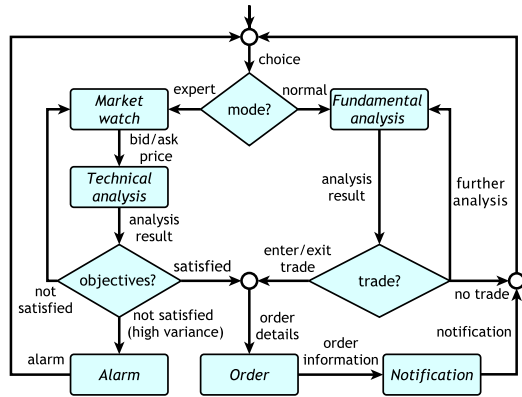 choice
expert
mode?
normal
Market
watch
Fundamental
analysis
bid/ask
price
Technical
analysis
analysis
result
analysis
result
further
analysis
objectives?
satisfied
enter/exit
trade
trade?
not
satisfied
no trade
not satisfied
(high variance)
order
details
order
information
notification
alarm
Alarm
Order
Notification